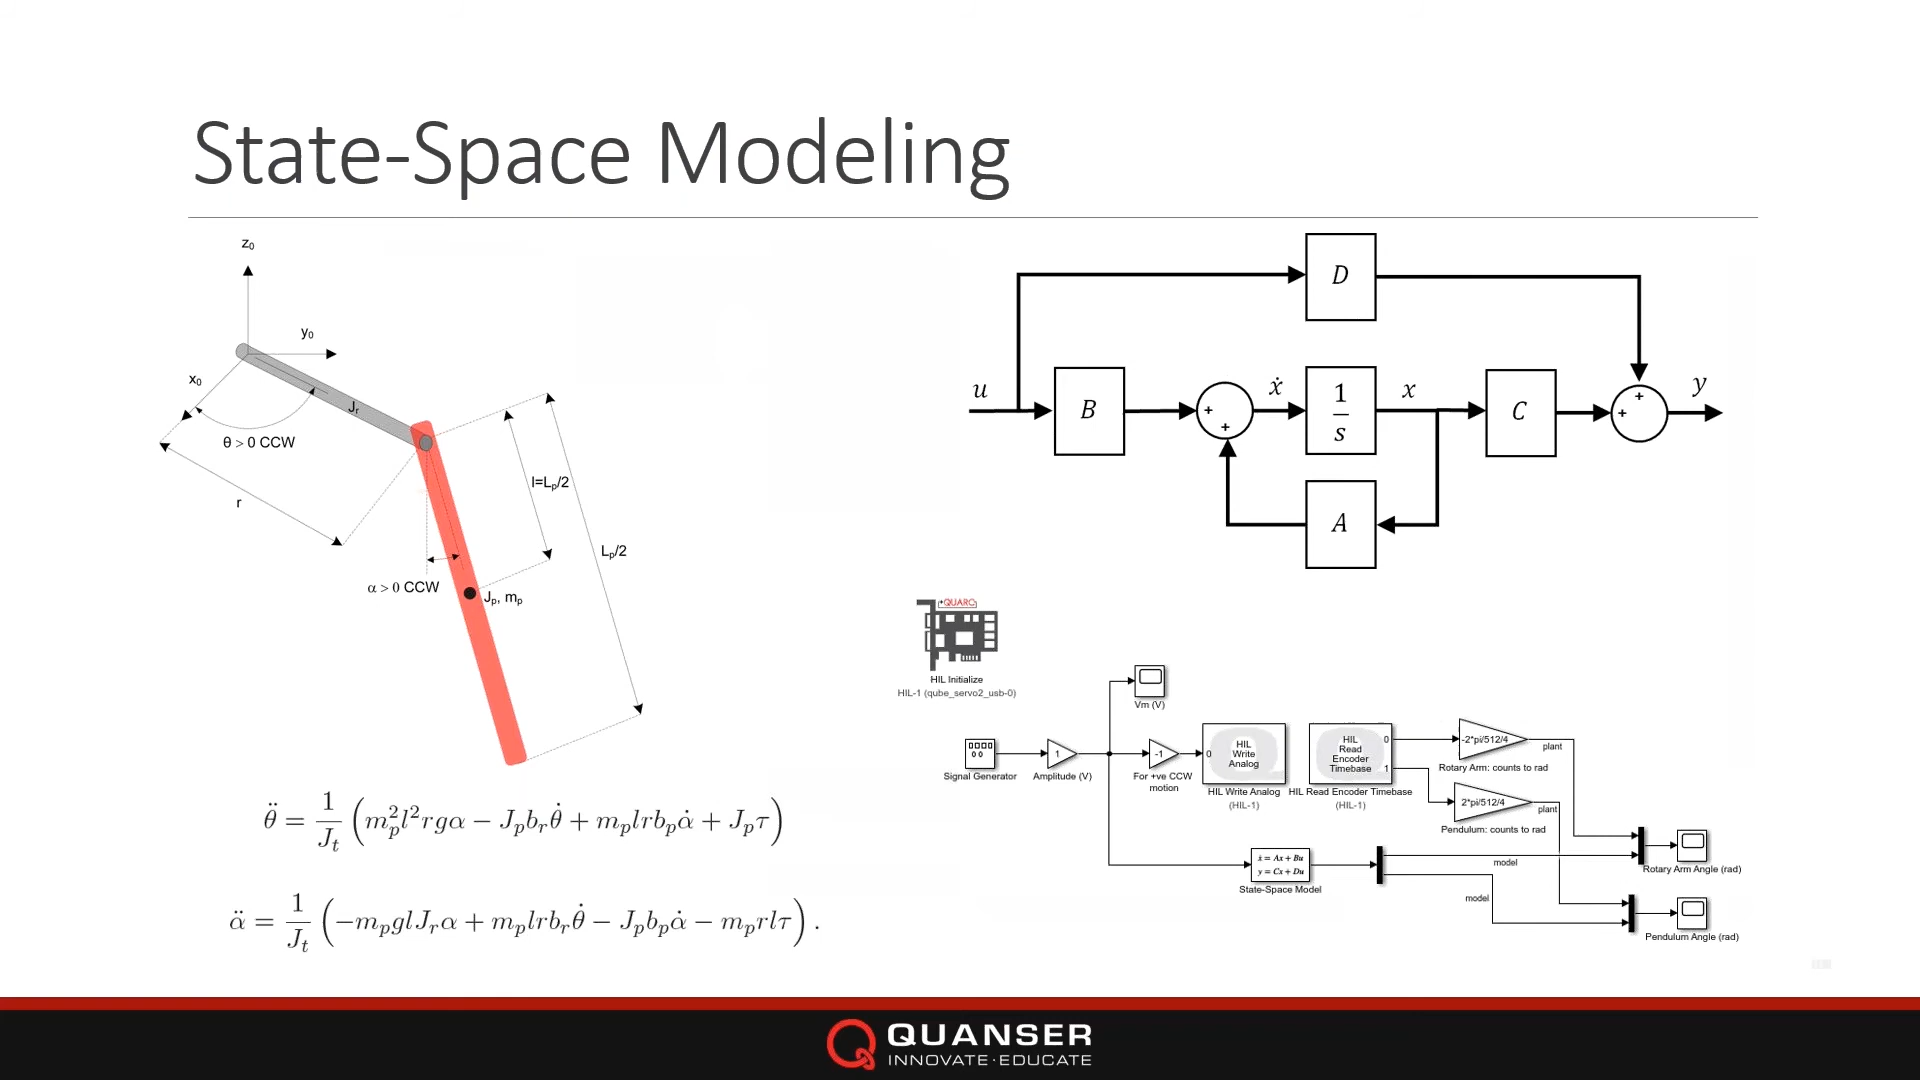 State-Space Modeling
z₀
y₀
x₀
Jᵣ
θ > 0 CCW
r
l=Lₚ/2
Lₚ/2
α > 0 CCW
Jₚ, mₚ
θ̈ = 1/Jₜ (mₚ²l²rgα − Jₚbᵣθ̇ + mₚlrbₚα̇ + Jₚτ)
α̈ = 1/Jₜ (−mₚglJᵣα + mₚlrbᵣθ̇ − Jₚbₚα̇ − mₚrlτ) .
D
u
B
+
+
ẋ
1/s
x
C
+
+
y
A
QUARC
HIL Initialize
HIL-1 (qube_servo2_usb-0)
Vm (V)
Signal Generator
1
Amplitude (V)
-1
For +ve CCW
motion
0
HIL
Write
Analog
HIL Write Analog
(HIL-1)
HIL
Read
Encoder
Timebase
0
1
HIL Read Encoder Timebase
(HIL-1)
-2*pi/512/4
plant
Rotary Arm: counts to rad
2*pi/512/4
plant
Pendulum: counts to rad
ẋ = Ax + Bu
y = Cx + Du
State-Space Model
model
model
Rotary Arm Angle (rad)
Pendulum Angle (rad)
QUANSER
INNOVATE·EDUCATE